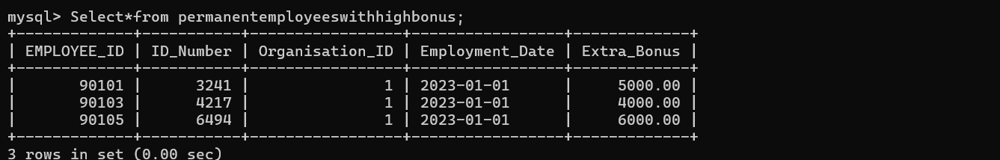 mysql> Select*from permanentemployeeswithhighbonus;
+-------------+-----------+-----------------+-----------------+-------------+
| EMPLOYEE_ID | ID_Number | Organisation_ID | Employment_Date | Extra_Bonus |
+-------------+-----------+-----------------+-----------------+-------------+
|       90101 |      3241 |               1 | 2023-01-01      |     5000.00 |
|       90103 |      4217 |               1 | 2023-01-01      |     4000.00 |
|       90105 |      6494 |               1 | 2023-01-01      |     6000.00 |
+-------------+-----------+-----------------+-----------------+-------------+
3 rows in set (0.00 sec)